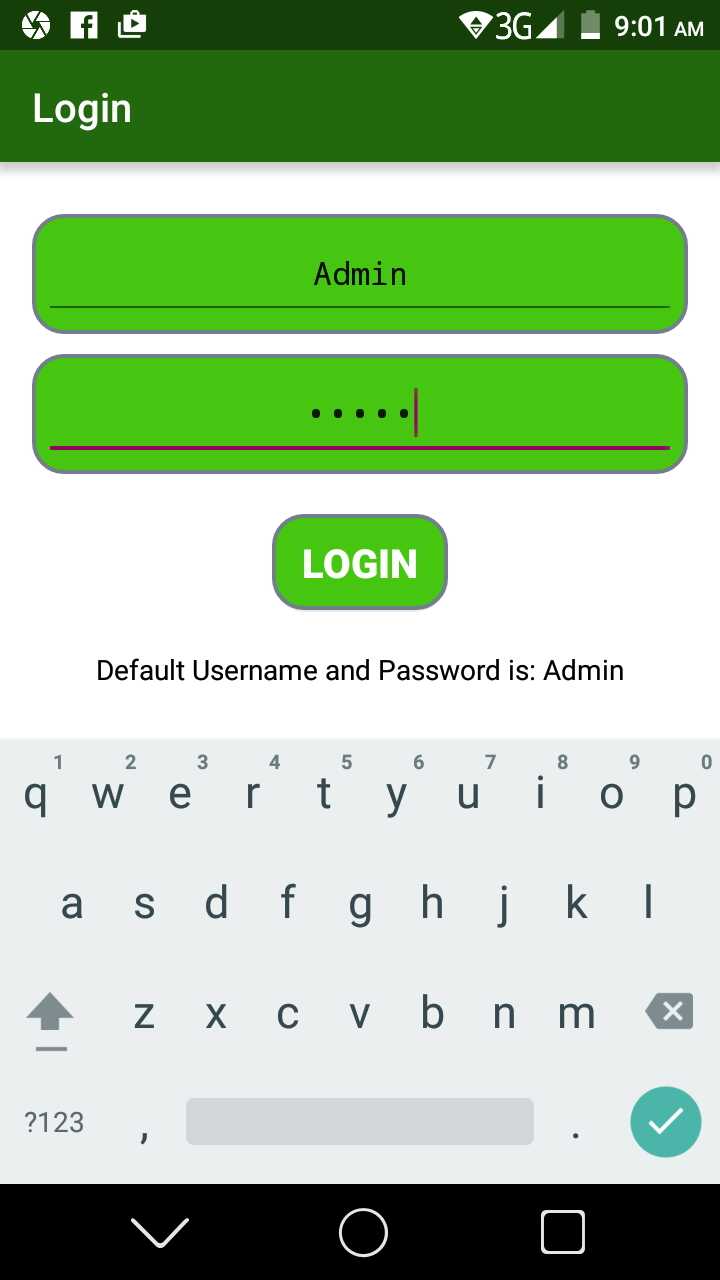 3G 9:01 AM
Login
Admin
•••••
LOGIN
Default Username and Password is: Admin
1 2 3 4 5 6 7 8 9 0
q w e r t y u i o p
a s d f g h j k l
z x c v b n m
?123 , .